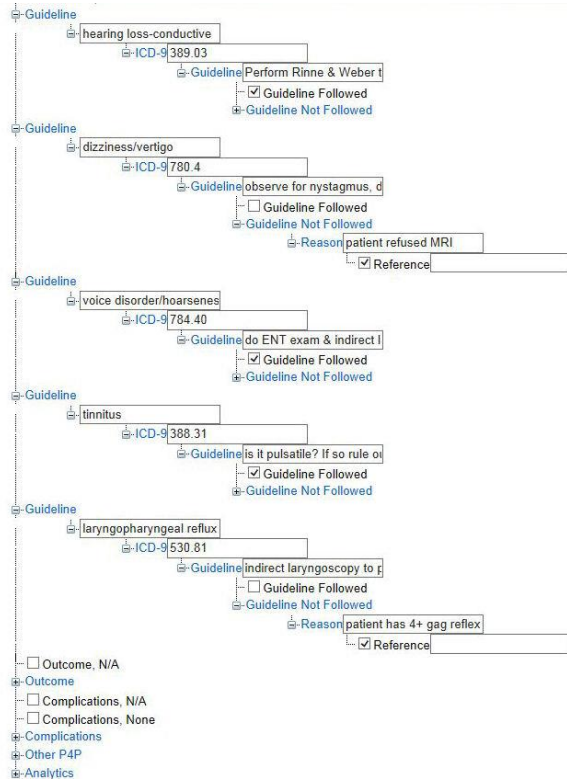 Guideline
hearing loss-conductive
ICD-9 389.03
Guideline Perform Rinne & Weber t
Guideline Followed
Guideline Not Followed
Guideline
dizziness/vertigo
ICD-9 780.4
Guideline observe for nystagmus, d
Guideline Followed
Guideline Not Followed
Reason patient refused MRI
Reference
Guideline
voice disorder/hoarsenes
ICD-9 784.40
Guideline do ENT exam & indirect l
Guideline Followed
Guideline Not Followed
Guideline
tinnitus
ICD-9 388.31
Guideline is it pulsatile? If so rule ou
Guideline Followed
Guideline Not Followed
Guideline
laryngopharyngeal reflux
ICD-9 530.81
Guideline indirect laryngoscopy to p
Guideline Followed
Guideline Not Followed
Reason patient has 4+ gag reflex
Reference
Outcome, N/A
Outcome
Complications, N/A
Complications, None
Complications
Other P4P
Analytics